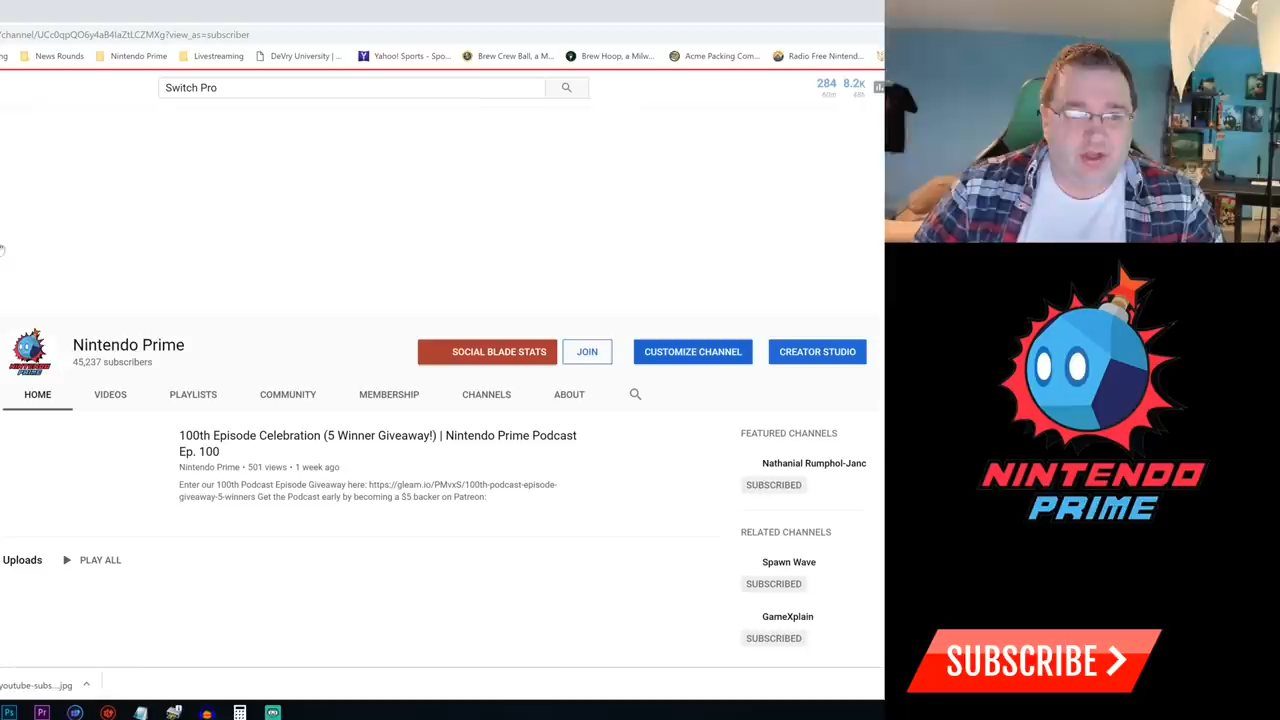 /channel/UCc0qpQO6y4aB4IaZtLCZMXg?view_as=subscriber
News Rounds
Nintendo Prime
Livestreaming
DeVry University | ...
Yahoo! Sports - Spo...
Brew Crew Ball, a M...
Brew Hoop, a Milw...
Acme Packing Com...
Radio Free Nintend...
Switch Pro
284 8.2K
60m 48h
Nintendo Prime
45,237 subscribers
SOCIAL BLADE STATS
JOIN
CUSTOMIZE CHANNEL
CREATOR STUDIO
HOME
VIDEOS
PLAYLISTS
COMMUNITY
MEMBERSHIP
CHANNELS
ABOUT
100th Episode Celebration (5 Winner Giveaway!) | Nintendo Prime Podcast
Ep. 100
Nintendo Prime • 501 views • 1 week ago
Enter our 100th Podcast Episode Giveaway here: https://gleam.io/PMvxS/100th-podcast-episode-
giveaway-5-winners Get the Podcast early by becoming a $5 backer on Patreon:
FEATURED CHANNELS
Nathanial Rumphol-Janc
SUBSCRIBED
RELATED CHANNELS
Spawn Wave
SUBSCRIBED
GameXplain
SUBSCRIBED
Uploads
PLAY ALL
youtube-subs....jpg
Ps
Pr
NINTENDO
PRIME
SUBSCRIBE